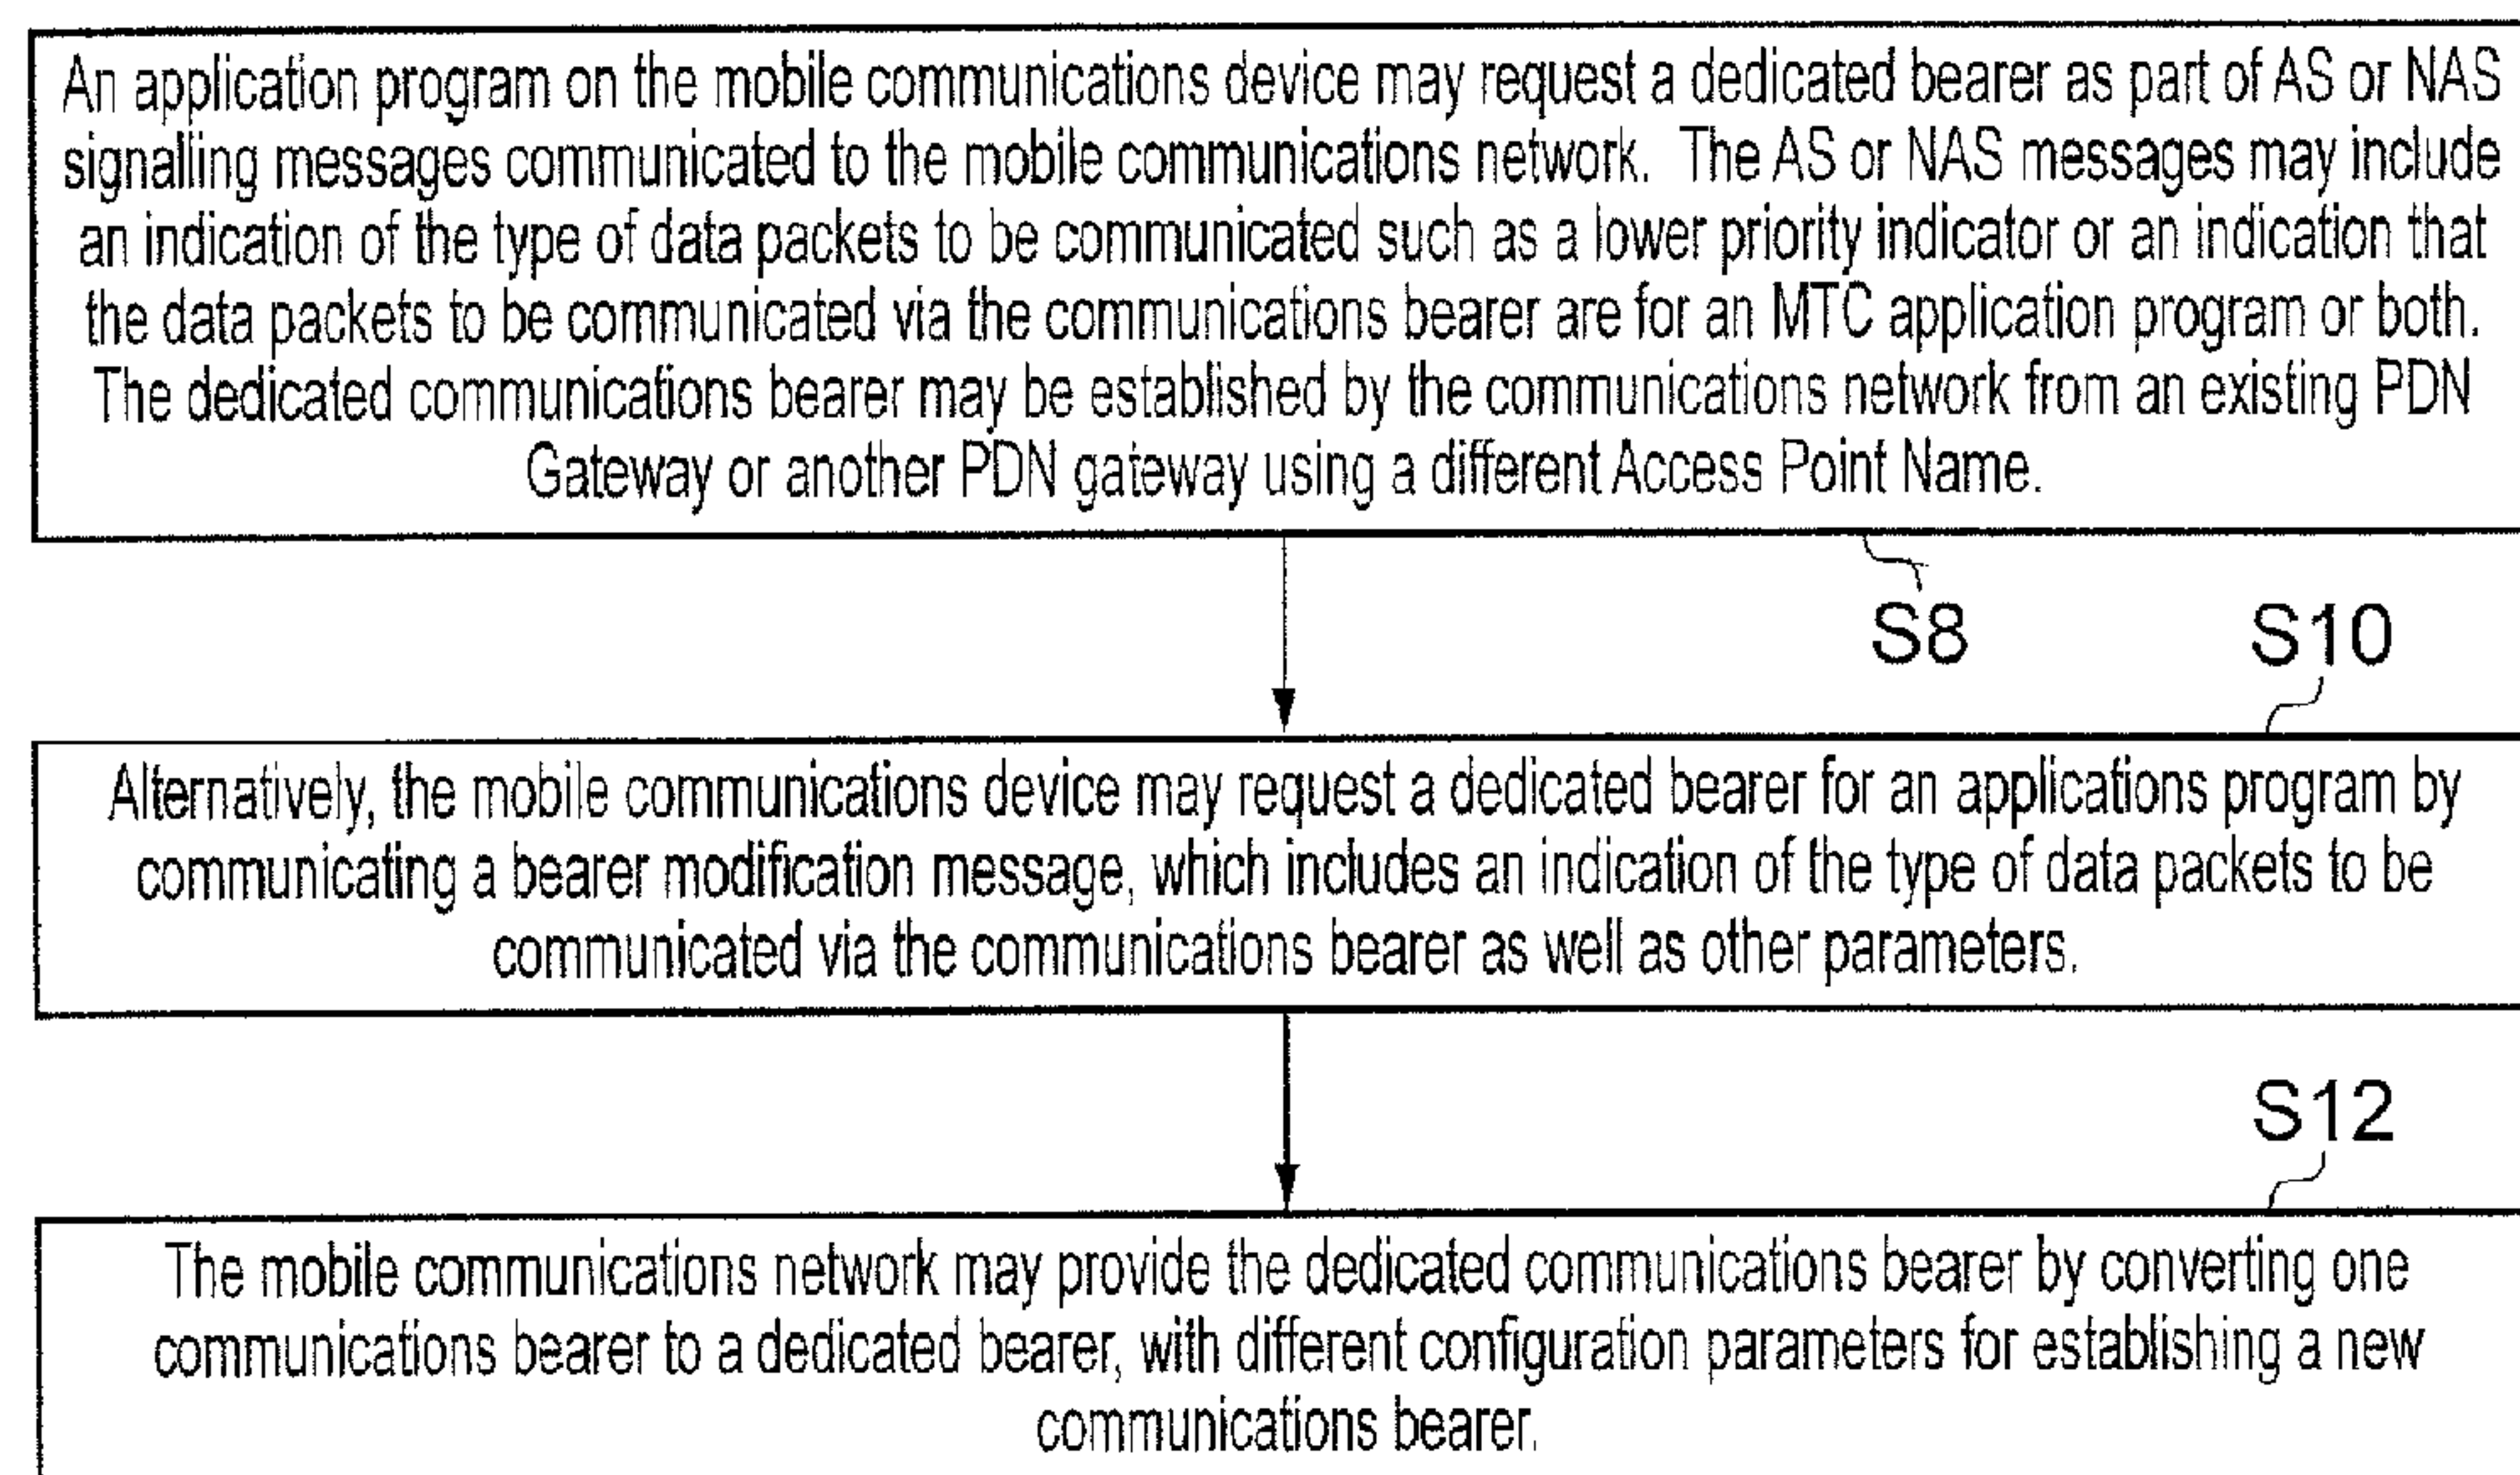 An application program on the mobile communications device may request a dedicated bearer as part of AS or NAS
signalling messages communicated to the mobile communications network. The AS or NAS messages may include
an indication of the type of data packets to be communicated such as a lower priority indicator or an indication that
the data packets to be communicated via the communications bearer are for an MTC application program or both.
The dedicated communications bearer may be established by the communications network from an existing PDN
Gateway or another PDN gateway using a different Access Point Name.
S8
S10
Alternatively, the mobile communications device may request a dedicated bearer for an applications program by
communicating a bearer modification message, which includes an indication of the type of data packets to be
communicated via the communications bearer as well as other parameters.
S12
The mobile communications network may provide the dedicated communications bearer by converting one
communications bearer to a dedicated bearer, with different configuration parameters for establishing a new
communications bearer.